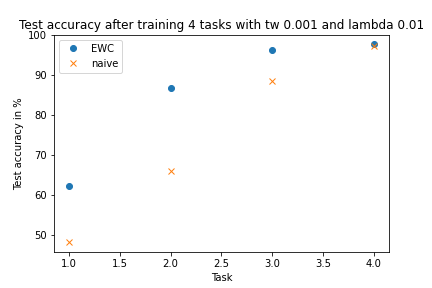 Test accuracy after training 4 tasks with tw 0.001 and lambda 0.01
100
90
80
70
60
50
Test accuracy in %
EWC
naive
1.0 1.5 2.0 2.5 3.0 3.5 4.0
Task